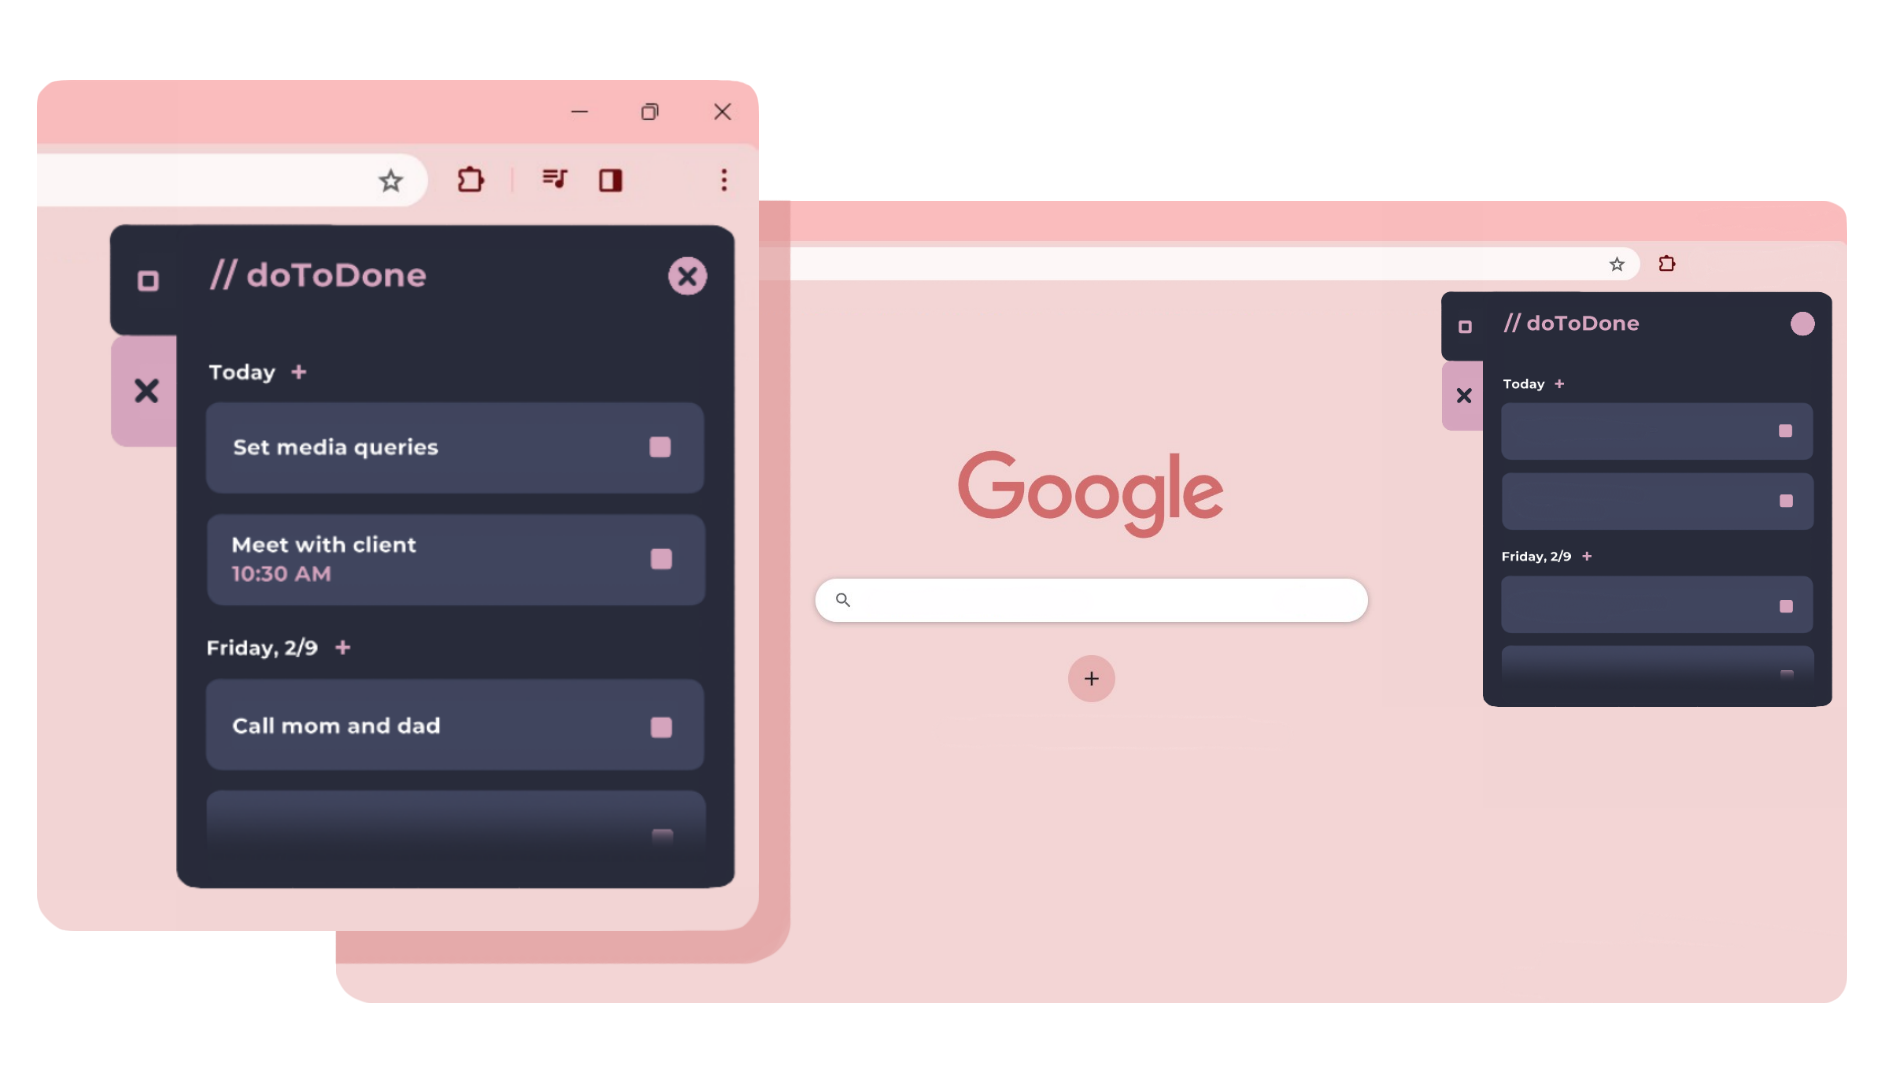 // doToDone
Today +
Set media queries
Meet with client
10:30 AM
Friday, 2/9 +
Call mom and dad
Google
// doToDone
Today +
Friday, 2/9 +